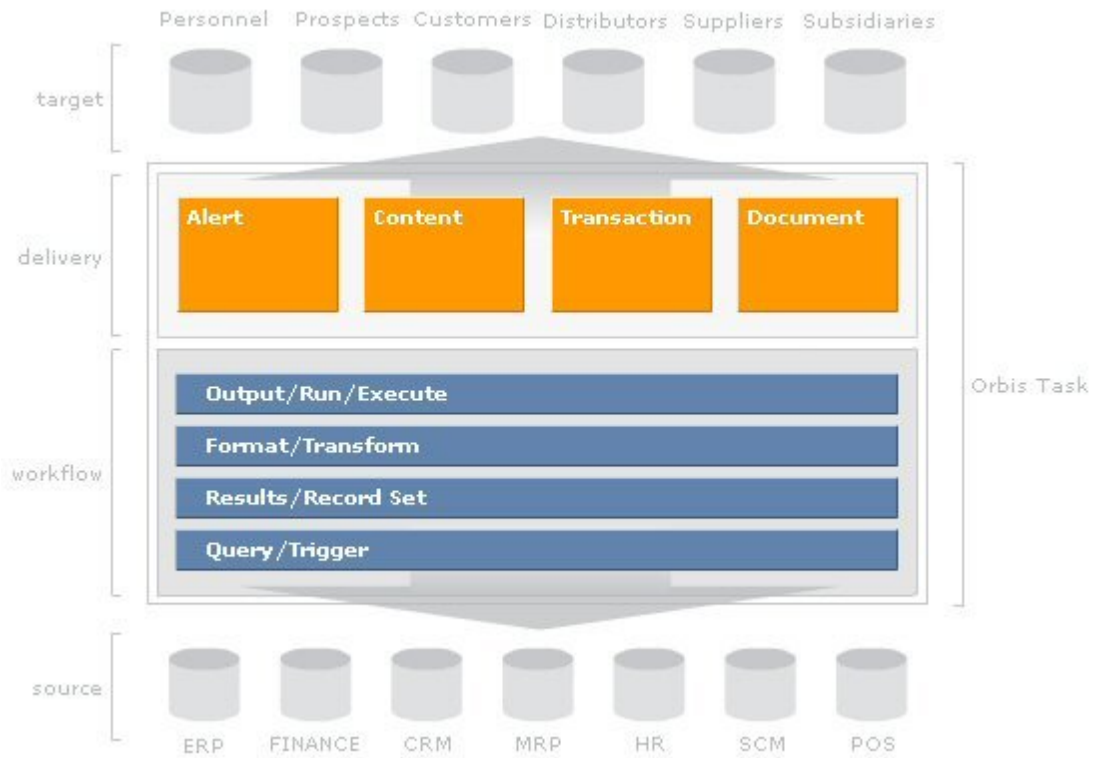 Personnel Prospects Customers Distributors Suppliers Subsidiaries
target
Alert Content Transaction Document
delivery
Output/Run/Execute
Orbis Task
Format/Transform
workflow
Results/Record Set
Query/Trigger
source
ERP FINANCE CRM MRP HR SCM POS